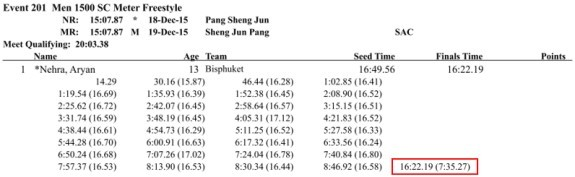 Event 201 Men 1500 SC Meter Freestyle
NR: 15:07.87 * 18-Dec-15 Pang Sheng Jun
MR: 15:07.87 M 19-Dec-15 Sheng Jun Pang SAC
Meet Qualifying: 20:03.38
Name Age Team Seed Time Finals Time Points
1 *Nehra, Aryan 13 Bisphuket 16:49.56 16:22.19
14.29 30.16 (15.87) 46.44 (16.28) 1:02.85 (16.41)
1:19.54 (16.69) 1:35.93 (16.39) 1:52.38 (16.45) 2:08.90 (16.52)
2:25.62 (16.72) 2:42.07 (16.45) 2:58.64 (16.57) 3:15.15 (16.51)
3:31.74 (16.59) 3:48.19 (16.45) 4:05.31 (17.12) 4:21.83 (16.52)
4:38.44 (16.61) 4:54.73 (16.29) 5:11.25 (16.52) 5:27.58 (16.33)
5:44.28 (16.70) 6:00.91 (16.63) 6:17.32 (16.41) 6:33.56 (16.24)
6:50.24 (16.68) 7:07.26 (17.02) 7:24.04 (16.78) 7:40.84 (16.80)
7:57.37 (16.53) 8:13.90 (16.53) 8:30.34 (16.44) 8:46.92 (16.58) 16:22.19 (7:35.27)